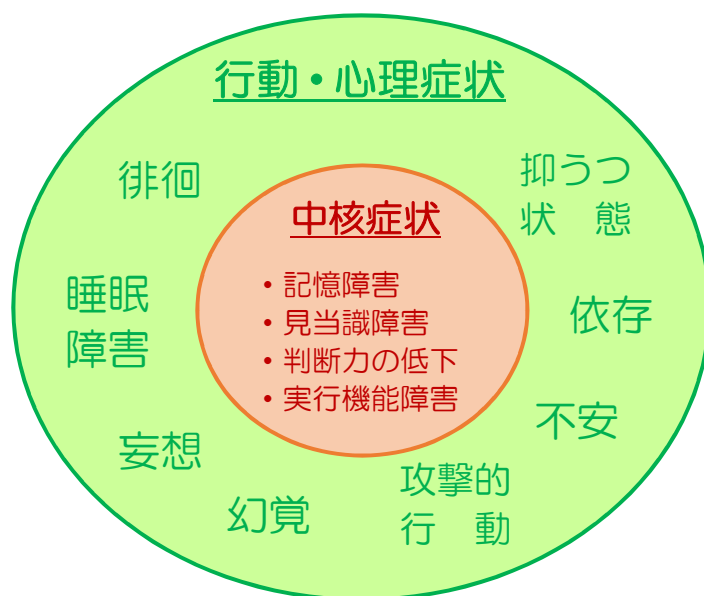 行動・心理症状
徘徊
抑うつ
状　態
中核症状
・記憶障害
・見当識障害
・判断力の低下
・実行機能障害
睡眠
障害
依存
不安
妄想
攻撃的
行　動
幻覚